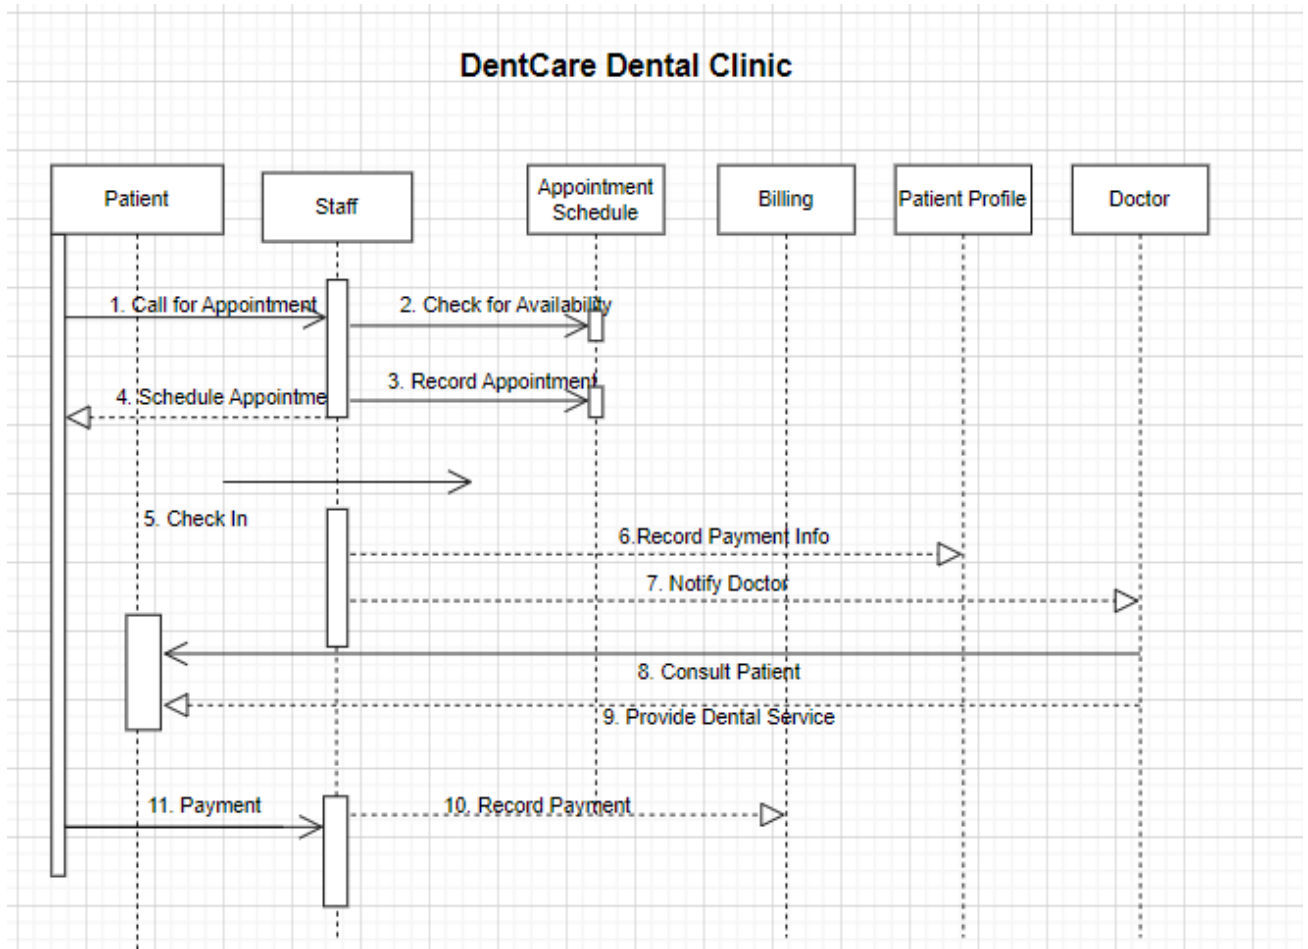 DentCare Dental Clinic
Patient
Staff
Appointment
Schedule
Billing
Patient Profile
Doctor
1. Call for Appointment
2. Check for Availability
3. Record Appointment
4. Schedule Appointme
5. Check In
6.Record Payment Info
7. Notify Doctor
8. Consult Patient
9. Provide Dental Service
11. Payment
10. Record Payment